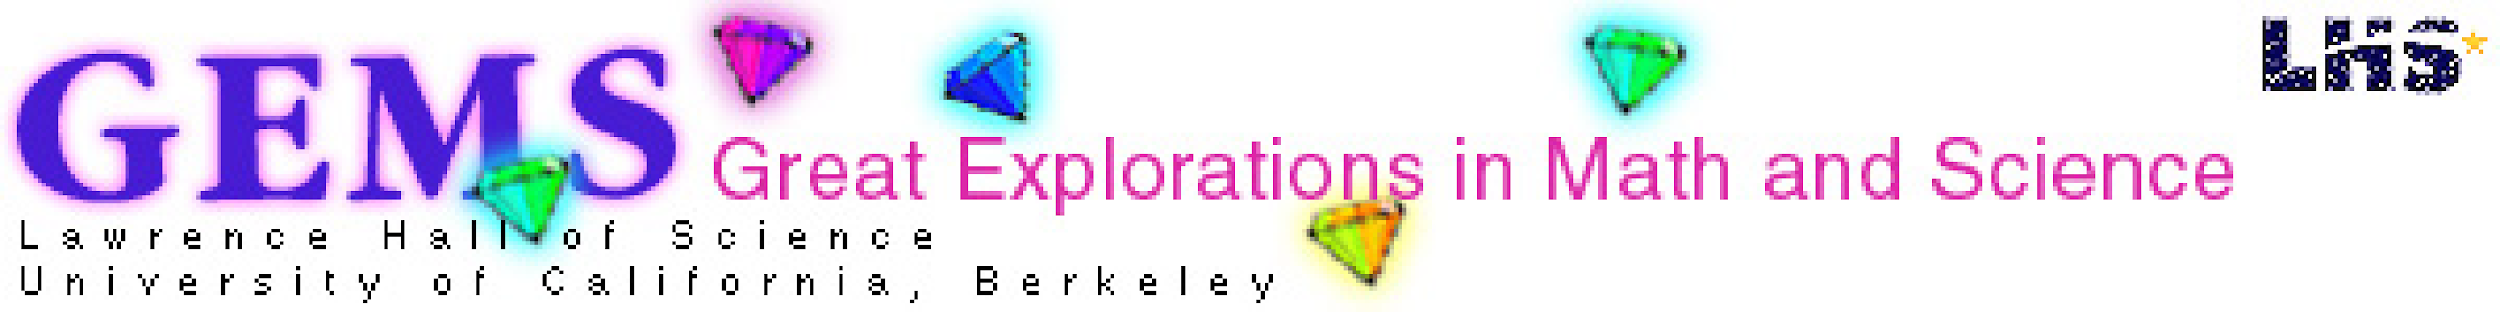 GEMS
Great Explorations in Math and Science
LHS*
Lawrence Hall of Science
University of California, Berkeley